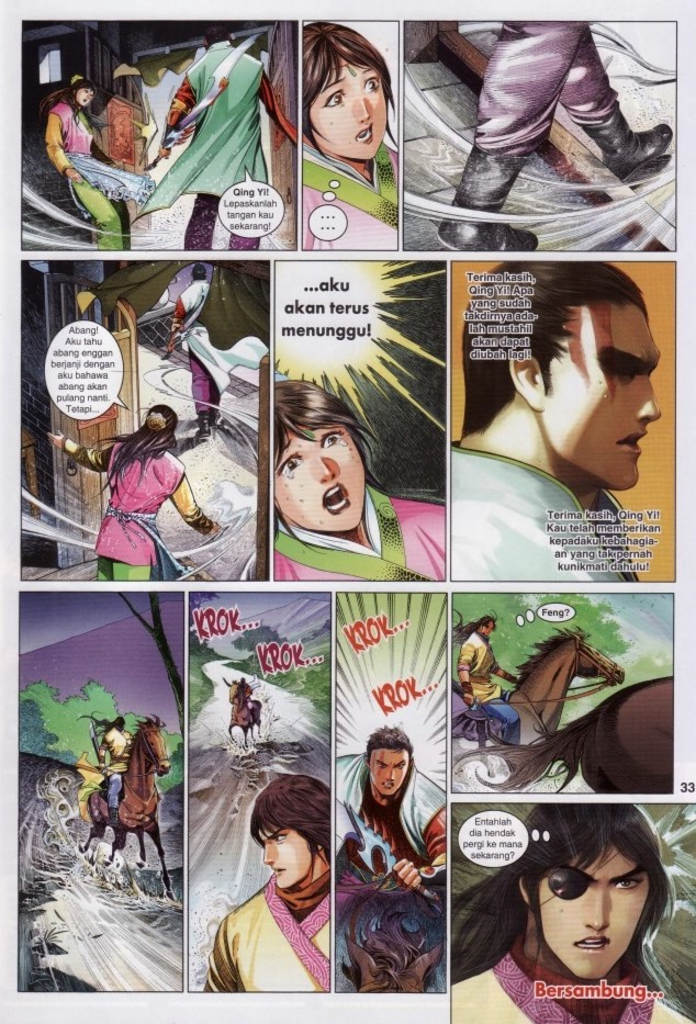 Qing Yi!
Lepaskanlah
tangan kau
sekarang!
...
...
Abang!
Aku tahu
abang enggan
berjanji dengan
aku bahawa
abang akan
pulang nanti.
Tetapi...
...aku
akan terus
menunggu!
Terima kasih,
Qing Yi! Apa
yang sudah
takdirnya ada-
lah mustahil
akan dapat
diubah lagi!
Terima kasih, Qing Yi!
Kau telah memberikan
kepadaku kebahagia-
an yang tak pernah
kunikmati dahulu!
KROK...
KROK...
KROK...
KROK...
Feng?
33
Entahlah
dia hendak
pergi ke mana
sekarang?
Bersambung...